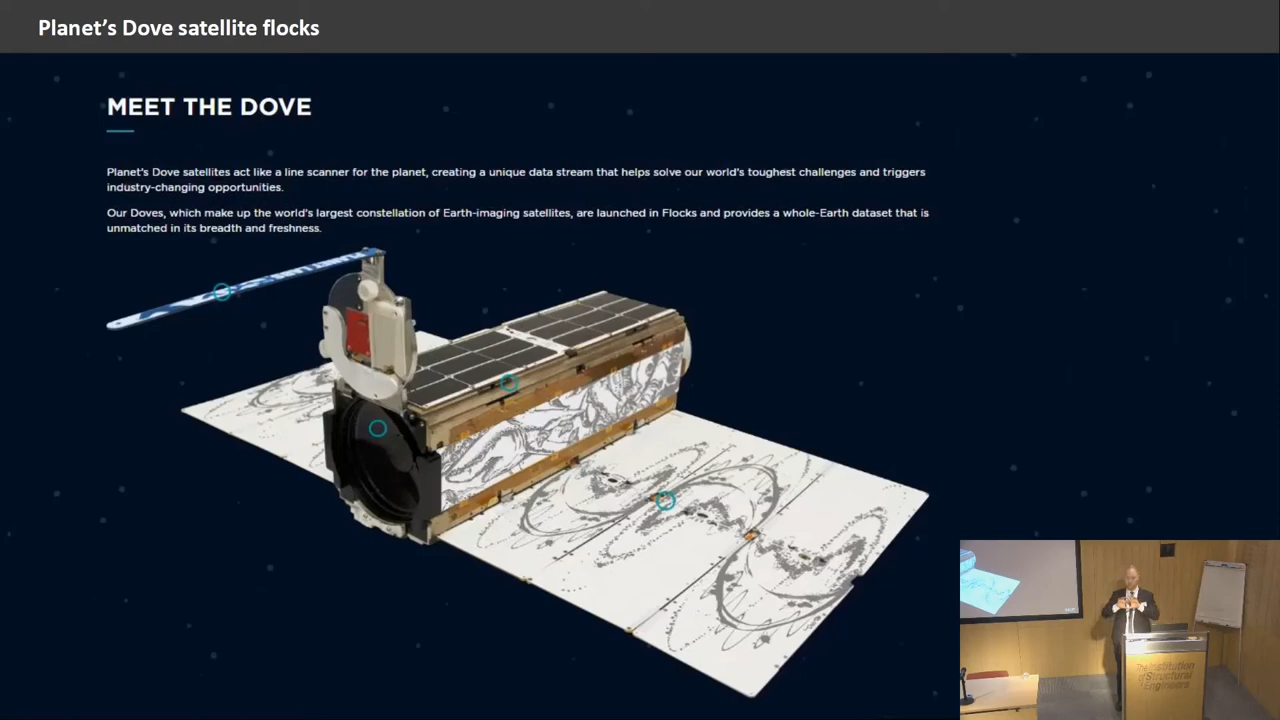 Planet’s Dove satellite flocks
MEET THE DOVE
Planet’s Dove satellites act like a line scanner for the planet, creating a unique data stream that helps solve our world’s toughest challenges and triggers
industry-changing opportunities.
Our Doves, which make up the world’s largest constellation of Earth-imaging satellites, are launched in Flocks and provides a whole-Earth dataset that is
unmatched in its breadth and freshness.
The Institution
of Structural
Engineers